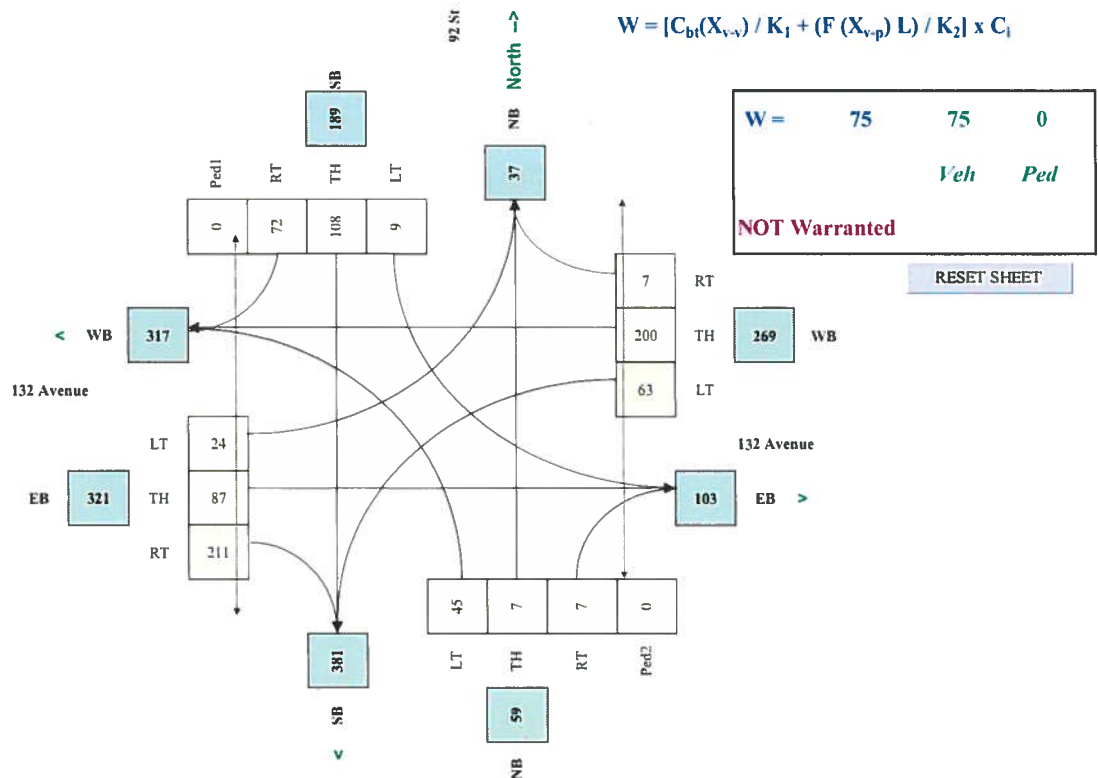 W = [Cbt(Xv-v) / K1 + (F (Xv-p) L) / K2] x Ci
92 St
North -->
SB
189
NB
37
W = 75 75 0
Veh Ped
NOT Warranted
RESET SHEET
Ped1 RT TH LT
0 72 108 9
7 RT
200 TH 269 WB
63 LT
< WB 317
132 Avenue
132 Avenue
LT 24
EB 321 TH 87
RT 211
103 EB >
45 7 7 0
LT TH RT Ped2
381
SB
<
59
NB